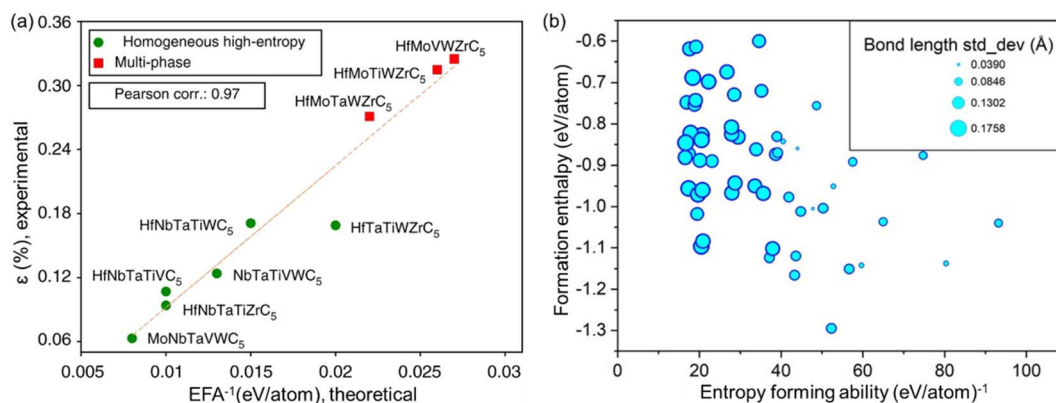 (a)
0.36
0.30
0.24
0.18
0.12
0.06
ε (%), experimental
Homogeneous high-entropy
Multi-phase
Pearson corr.: 0.97
HfMoVWZrC5
HfMoTiWZrC5
HfMoTaWZrC5
HfNbTaTiWC5
HfTaTiWZrC5
HfNbTaTiVC5
NbTaTiVWC5
HfNbTaTiZrC5
MoNbTaVWC5
0.005 0.010 0.015 0.020 0.025 0.030
EFA⁻¹(eV/atom), theoretical
(b)
-0.6
-0.7
-0.8
-0.9
-1.0
-1.1
-1.2
-1.3
Formation enthalpy (eV/atom)
Bond length std_dev (Å)
0.0390
0.0846
0.1302
0.1758
0 20 40 60 80 100
Entropy forming ability (eV/atom)⁻¹